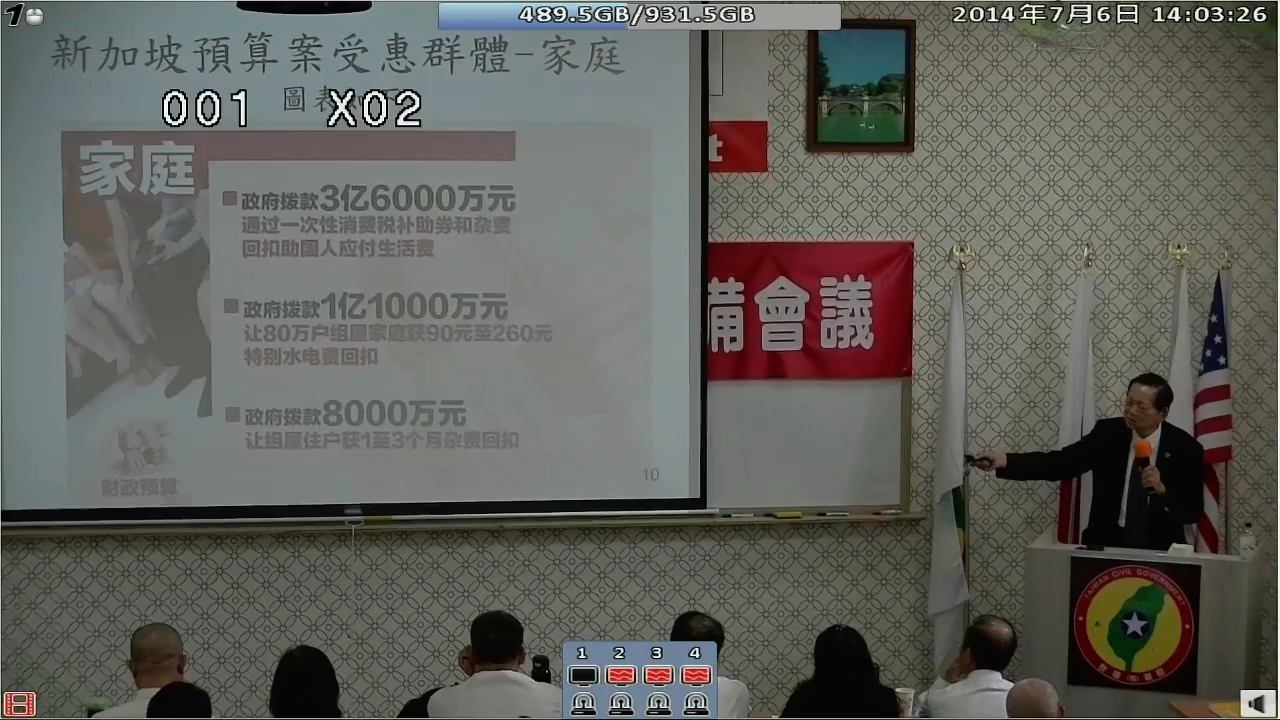 1
489.5GB/931.5GB
2014年7月6日 14:03:26
新加坡預算案受惠群體-家庭
001 X02
圖表
家庭
政府拨款3亿6000万元
通过一次性消费税补助券和杂费
回扣助国人应付生活费
政府拨款1亿1000万元
让80万户组屋家庭获90元至260元
特别水电费回扣
政府拨款8000万元
让组屋住户获1至3个月杂费回扣
财政预算
10
t
備會議
TAIWAN CIVIL GOVERNMENT
1 2 3 4